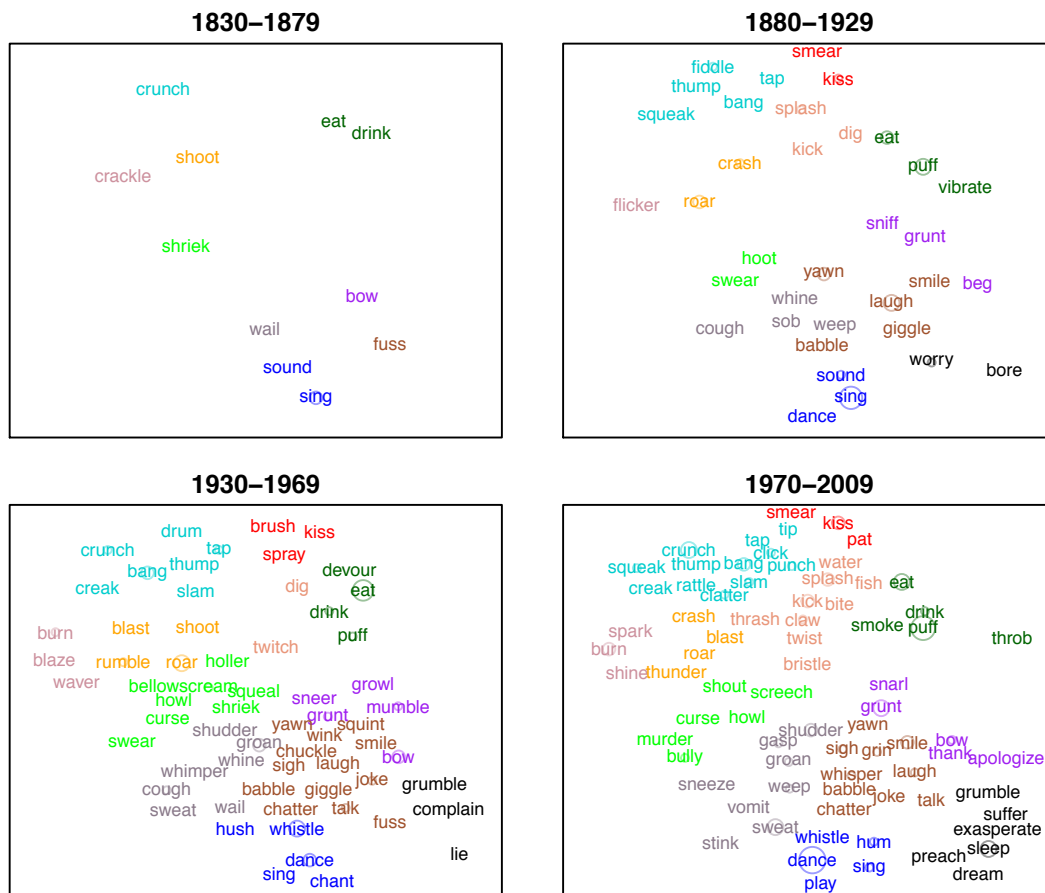 1830–1879
crunch
eat
drink
shoot
crackle
shriek
bow
wail
fuss
sound
sing
1880–1929
smear
fiddle
tap
kiss
thump
bang
splash
squeak
dig
eat
kick
crash
puff
vibrate
roar
flicker
sniff
grunt
hoot
yawn
swear
smile
beg
whine
laugh
sob
weep
cough
giggle
babble
worry
sound
bore
sing
dance
1930–1969
brush
drum
kiss
crunch
tap
spray
thump
bang
devour
creak
slam
dig
eat
drink
burn
blast
shoot
puff
twitch
blaze
rumble
roar
holler
waver
bellow
scream
squeal
growl
howl
sneer
shriek
mumble
curse
grunt
shudder
yawn
squint
swear
groan
wink
smile
chuckle
whine
bow
sigh
laugh
whimper
joke
grumble
cough
babble
giggle
sweat
wail
chatter
talk
complain
fuss
hush
whistle
lie
dance
sing
chant
1970–2009
smear
kiss
tip
tap
pat
crunch
click
squeak
thump
bang
punch
water
creak
rattle
slam
splash
fish
eat
clatter
kick
bite
drink
crash
thrash
claw
smoke
puff
spark
blast
twist
throb
burn
roar
bristle
shine
thunder
shout
screech
snarl
grunt
curse
howl
shudder
yawn
murder
gasp
smile
bow
bully
groan
sigh
grin
thank
apologize
whisper
laugh
sneeze
weep
babble
joke
talk
grumble
vomit
chatter
suffer
sweat
exasperate
stink
whistle
hum
sleep
dance
preach
sing
dream
play